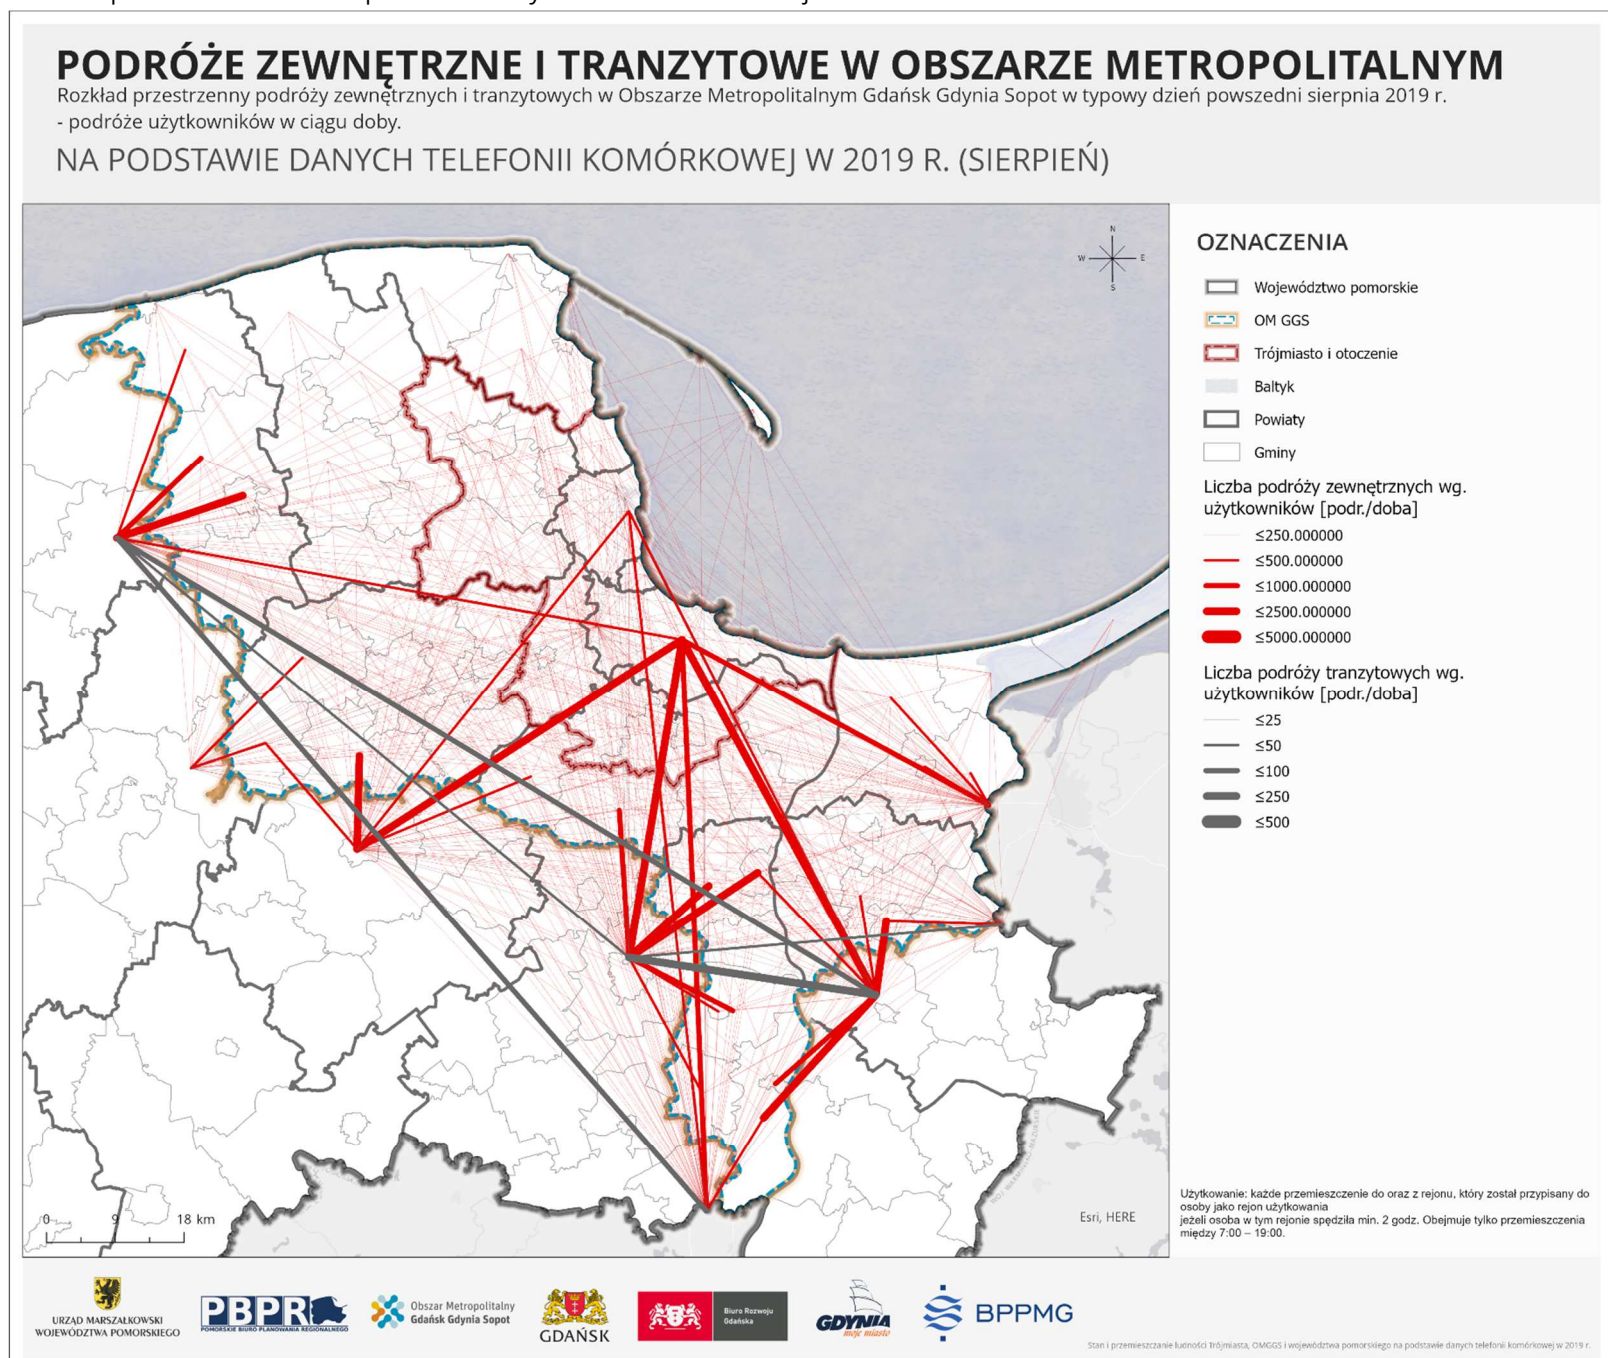 PODRÓŻE ZEWNĘTRZNE I TRANZYTOWE W OBSZARZE METROPOLITALNYM
Rozkład przestrzenny podróży zewnętrznych i tranzytowych w Obszarze Metropolitalnym Gdańsk Gdynia Sopot w typowy dzień powszedni sierpnia 2019 r.
- podróże użytkowników w ciągu doby.
NA PODSTAWIE DANYCH TELEFONII KOMÓRKOWEJ W 2019 R. (SIERPIEŃ)
N
W E
S
0 9 18 km
Esri, HERE
OZNACZENIA
Województwo pomorskie
OM GGS
Trójmiasto i otoczenie
Baltyk
Powiaty
Gminy
Liczba podróży zewnętrznych wg.
użytkowników [podr./doba]
≤250.000000
≤500.000000
≤1000.000000
≤2500.000000
≤5000.000000
Liczba podróży tranzytowych wg.
użytkowników [podr./doba]
≤25
≤50
≤100
≤250
≤500
Użytkowanie: każde przemieszczenie do oraz z rejonu, który został przypisany do
osoby jako rejon użytkowania
jeżeli osoba w tym rejonie spędziła min. 2 godz. Obejmuje tylko przemieszczenia
między 7:00 – 19:00.
URZĄD MARSZAŁKOWSKI
WOJEWÓDZTWA POMORSKIEGO
PBPR
POMORSKIE BIURO PLANOWANIA REGIONALNEGO
Obszar Metropolitalny
Gdańsk Gdynia Sopot
GDAŃSK
Biuro Rozwoju
Gdańska
GDYNIA
moje miasto
BPPMG
Stan i przemieszczanie ludności Trójmiasta, OMGGS i województwa pomorskiego na podstawie danych telefonii komórkowej w 2019 r.